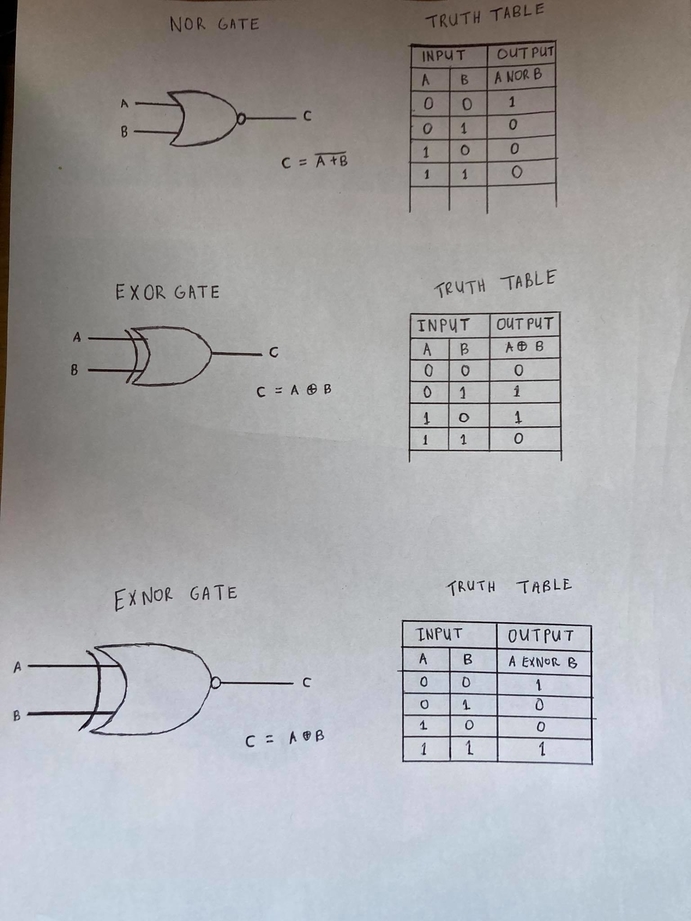 NOR GATE
TRUTH TABLE
INPUT OUTPUT
A B A NOR B
0 0 1
0 1 0
1 0 0
1 1 0
A
B
C
C = \overline{A+B}
EXOR GATE
TRUTH TABLE
INPUT OUTPUT
A B A⊕B
0 0 0
0 1 1
1 0 1
1 1 0
A
B
C
C = A ⊕ B
EXNOR GATE
TRUTH TABLE
INPUT OUTPUT
A B A EXNOR B
0 0 1
0 1 0
1 0 0
1 1 1
A
B
C
C = A ⊕ B